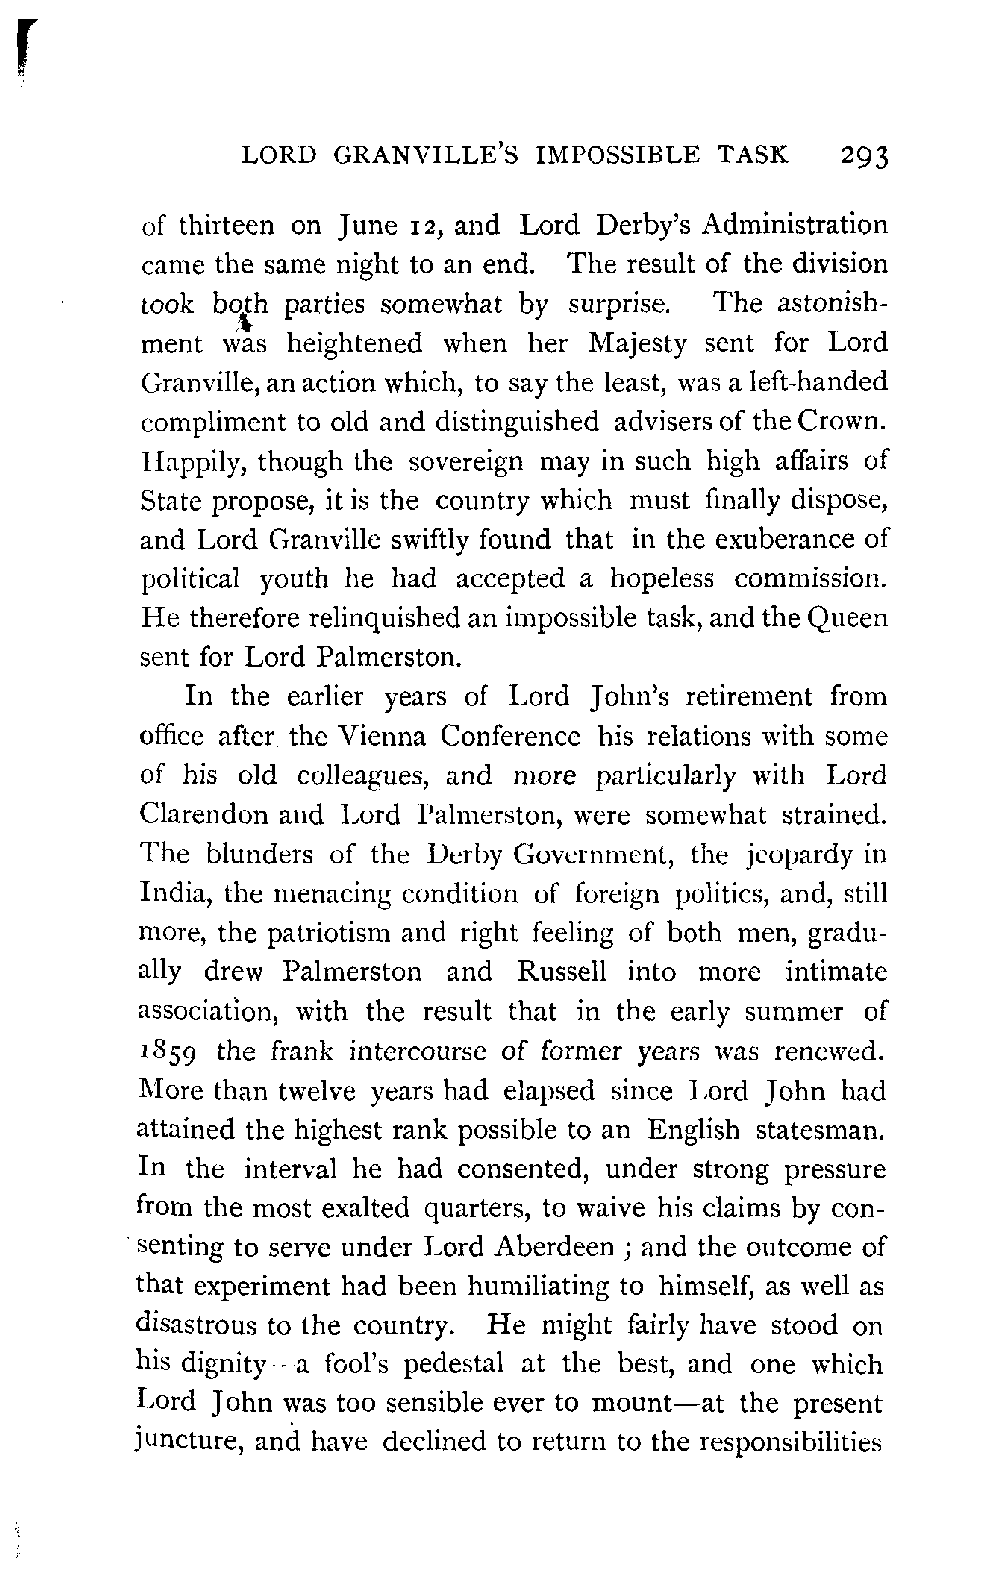 LORD GRANVILLE'S IMPOSSIBLE TASK 293
of thirteen on June 12, and Lord Derby's Administration
came the same night to an end. The result of the division
took both parties somewhat by surprise. The astonish-
ment was heightened when her Majesty sent for Lord
Granville, an action which, to say the least, was a left-handed
compliment to old and distinguished advisers of the Crown.
Happily, though the sovereign may in such high affairs of
State propose, it is the country which must finally dispose,
and Lord Granville swiftly found that in the exuberance of
political youth he had accepted a hopeless commission.
He therefore relinquished an impossible task, and the Queen
sent for Lord Palmerston.
In the earlier years of Lord John's retirement from
office after the Vienna Conference his relations with some
of his old colleagues, and more particularly with Lord
Clarendon and Lord Palmerston, were somewhat strained.
The blunders of the Derby Government, the jeopardy in
India, the menacing condition of foreign politics, and, still
more, the patriotism and right feeling of both men, gradu-
ally drew Palmerston and Russell into more intimate
association, with the result that in the early summer of
1859 the frank intercourse of former years was renewed.
More than twelve years had elapsed since Lord John had
attained the highest rank possible to an English statesman.
In the interval he had consented, under strong pressure
from the most exalted quarters, to waive his claims by con-
senting to serve under Lord Aberdeen ; and the outcome of
that experiment had been humiliating to himself, as well as
disastrous to the country. He might fairly have stood on
his dignity—a fool's pedestal at the best, and one which
Lord John was too sensible ever to mount—at the present
juncture, and have declined to return to the responsibilities